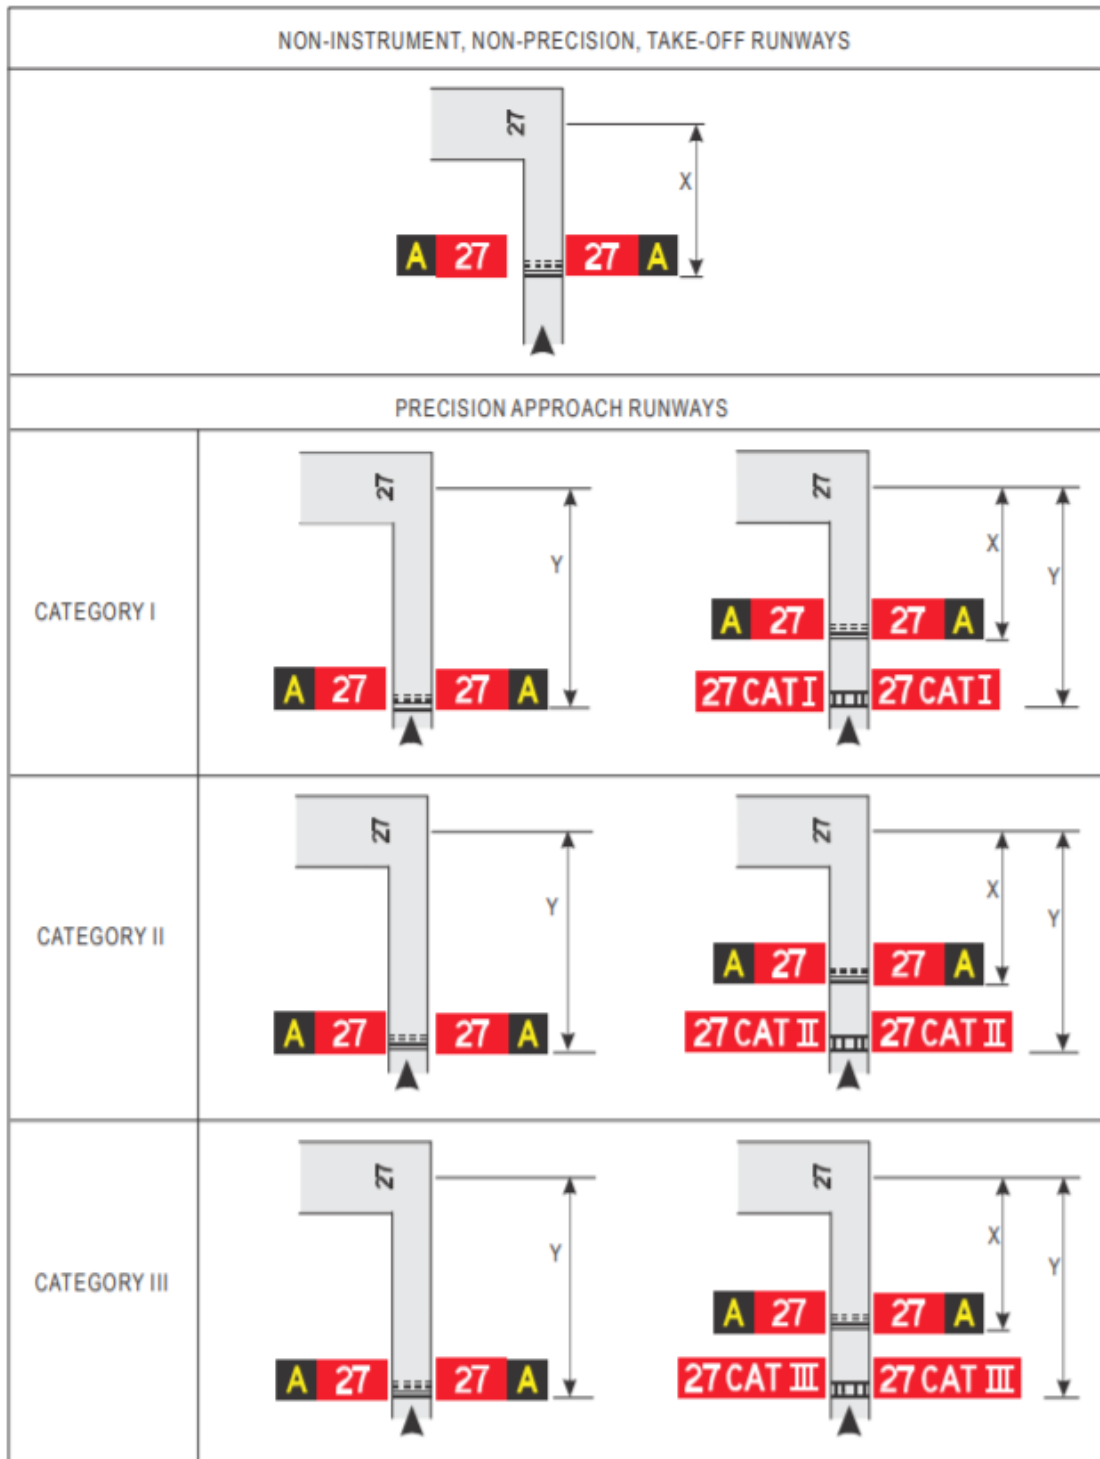 NON-INSTRUMENT, NON-PRECISION, TAKE-OFF RUNWAYS
27
X
A 27 27 A
PRECISION APPROACH RUNWAYS
CATEGORY I
27
Y
A 27 27 A
27
X
Y
A 27 27 A
27 CAT I 27 CAT I
CATEGORY II
27
Y
A 27 27 A
27
X
Y
A 27 27 A
27 CAT II 27 CAT II
CATEGORY III
27
Y
A 27 27 A
27
X
Y
A 27 27 A
27 CAT III 27 CAT III